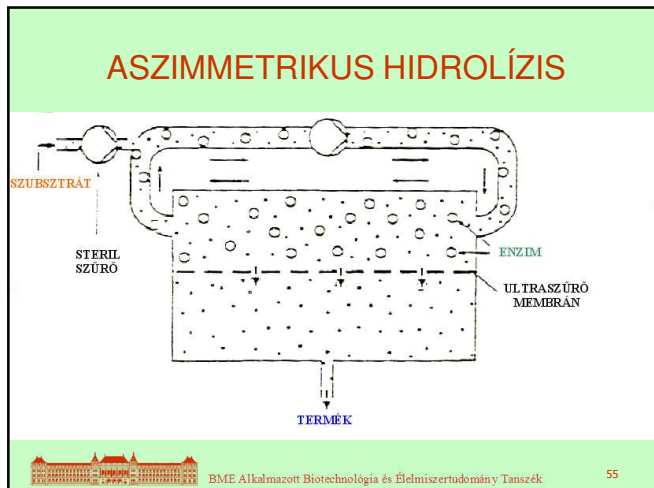 ASZIMMETRIKUS HIDROLÍZIS
SZUBSZTRÁT
STERIL
SZŰRŐ
ENZIM
ULTRASZŰRŐ
MEMBRÁN
TERMÉK
BME Alkalmazott Biotechnológia és Élelmiszertudomány Tanszék
55